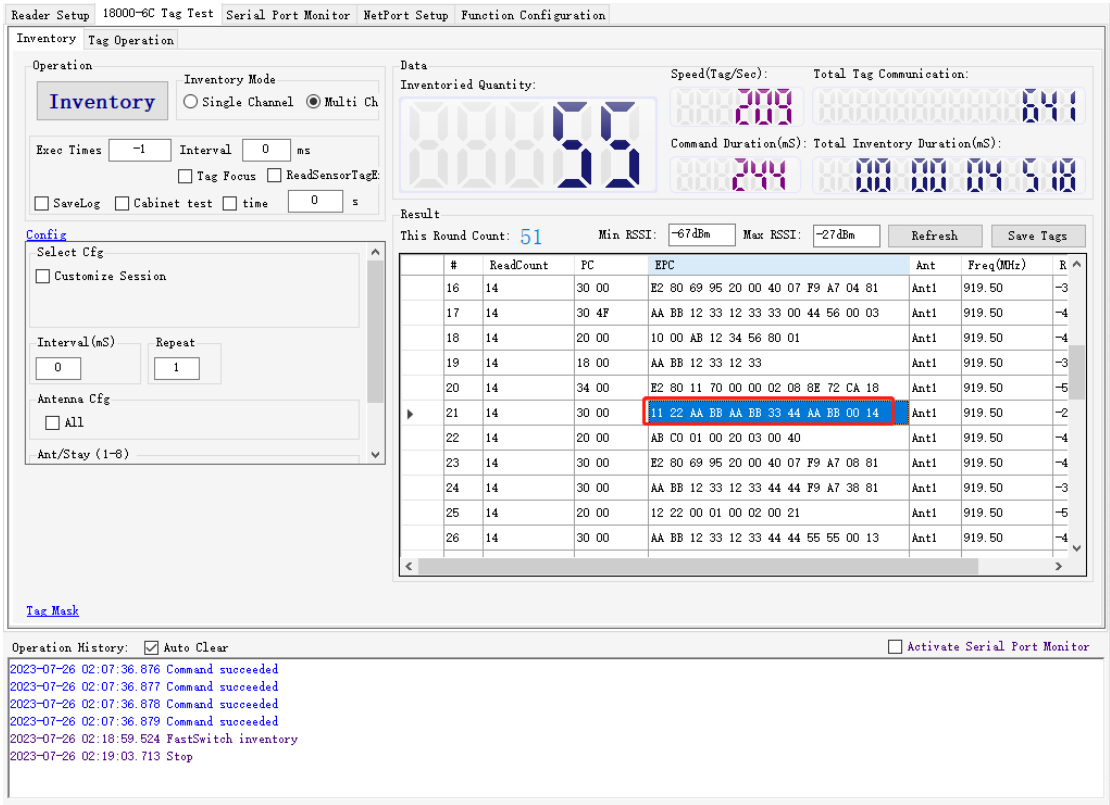 Reader Setup 18000-6C Tag Test Serial Port Monitor NetPort Setup Function Configuration
Inventory Tag Operation
Operation
Inventory
Inventory Mode
Single Channel Multi Ch
Exec Times -1 Interval 0 ms
Tag Focus ReadSensorTagE
SaveLog Cabinet test time 0 s
Config
Select Cfg
Customize Session
Interval(mS) Repeat
0 1
Antenna Cfg
All
Ant/Stay (1-8)
Tag Mask
Data
Inventoried Quantity:
55
Speed(Tag/Sec): Total Tag Communication:
209 641
Command Duration(mS): Total Inventory Duration(mS):
244 00 00 04 518
Result
This Round Count: 51 Min RSSI: -67dBm Max RSSI: -27dBm Refresh Save Tags
# ReadCount PC EPC Ant Freq(MHz) R
16 14 30 00 E2 80 69 95 20 00 40 07 F9 A7 04 81 Ant1 919.50 -3
17 14 30 4F AA BB 12 33 12 33 33 00 44 56 00 03 Ant1 919.50 -4
18 14 20 00 10 00 AB 12 34 56 80 01 Ant1 919.50 -4
19 14 18 00 AA BB 12 33 12 33 Ant1 919.50 -3
20 14 34 00 E2 80 11 70 00 00 02 08 8E 72 CA 18 Ant1 919.50 -5
21 14 30 00 11 22 AA BB AA BB 33 44 AA BB 00 14 Ant1 919.50 -2
22 14 20 00 AB C0 01 00 20 03 00 40 Ant1 919.50 -4
23 14 30 00 E2 80 69 95 20 00 40 07 F9 A7 08 81 Ant1 919.50 -4
24 14 30 00 AA BB 12 33 12 33 44 44 F9 A7 38 81 Ant1 919.50 -3
25 14 20 00 12 22 00 01 00 02 00 21 Ant1 919.50 -5
26 14 30 00 AA BB 12 33 12 33 44 44 55 55 00 13 Ant1 919.50 -4
Operation History: Auto Clear Activate Serial Port Monitor
2023-07-26 02:07:36.876 Command succeeded
2023-07-26 02:07:36.877 Command succeeded
2023-07-26 02:07:36.878 Command succeeded
2023-07-26 02:07:36.879 Command succeeded
2023-07-26 02:18:59.524 FastSwitch inventory
2023-07-26 02:19:03.713 Stop